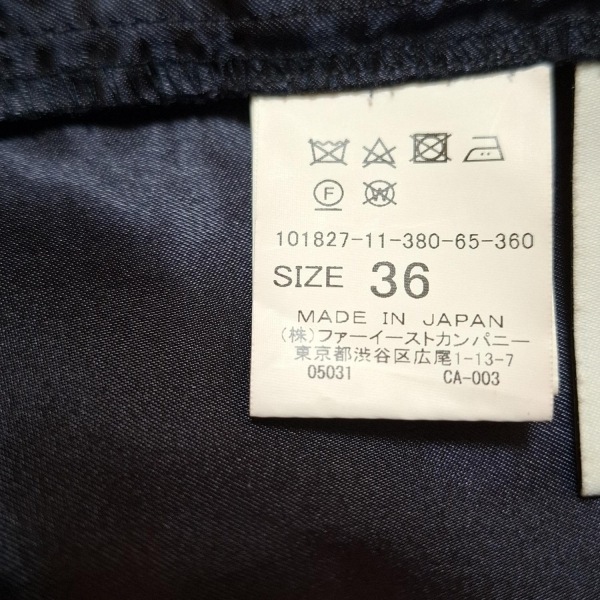 F W
101827-11-380-65-360
SIZE 36
MADE IN JAPAN
(株)ファーイーストカンパニー
東京都渋谷区広尾1-13-7
05031 CA-003